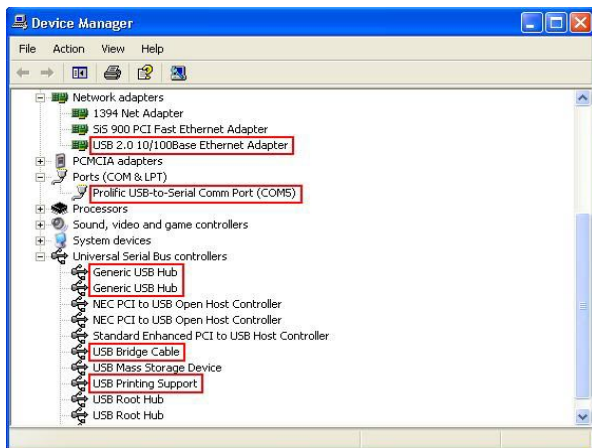 Device Manager
File Action View Help
Network adapters
1394 Net Adapter
SiS 900 PCI Fast Ethernet Adapter
USB 2.0 10/100Base Ethernet Adapter
PCMCIA adapters
Ports (COM & LPT)
Prolific USB-to-Serial Comm Port (COM5)
Processors
Sound, video and game controllers
System devices
Universal Serial Bus controllers
Generic USB Hub
Generic USB Hub
NEC PCI to USB Open Host Controller
NEC PCI to USB Open Host Controller
Standard Enhanced PCI to USB Host Controller
USB Bridge Cable
USB Mass Storage Device
USB Printing Support
USB Root Hub
USB Root Hub